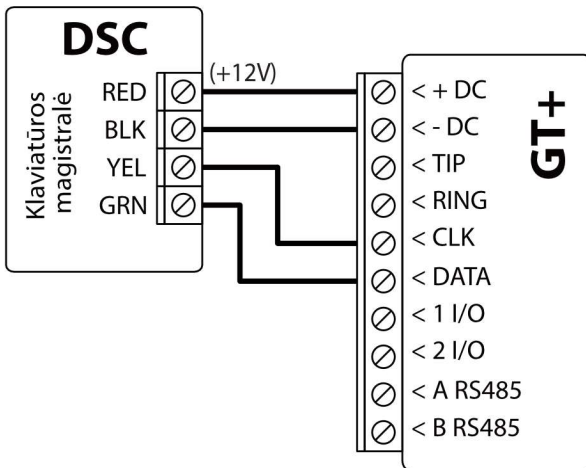 DSC
Klaviatūros
magistralė
RED
BLK
YEL
GRN
(+12V)
GT+
< + DC
< - DC
< TIP
< RING
< CLK
< DATA
< 1 I/O
< 2 I/O
< A RS485
< B RS485